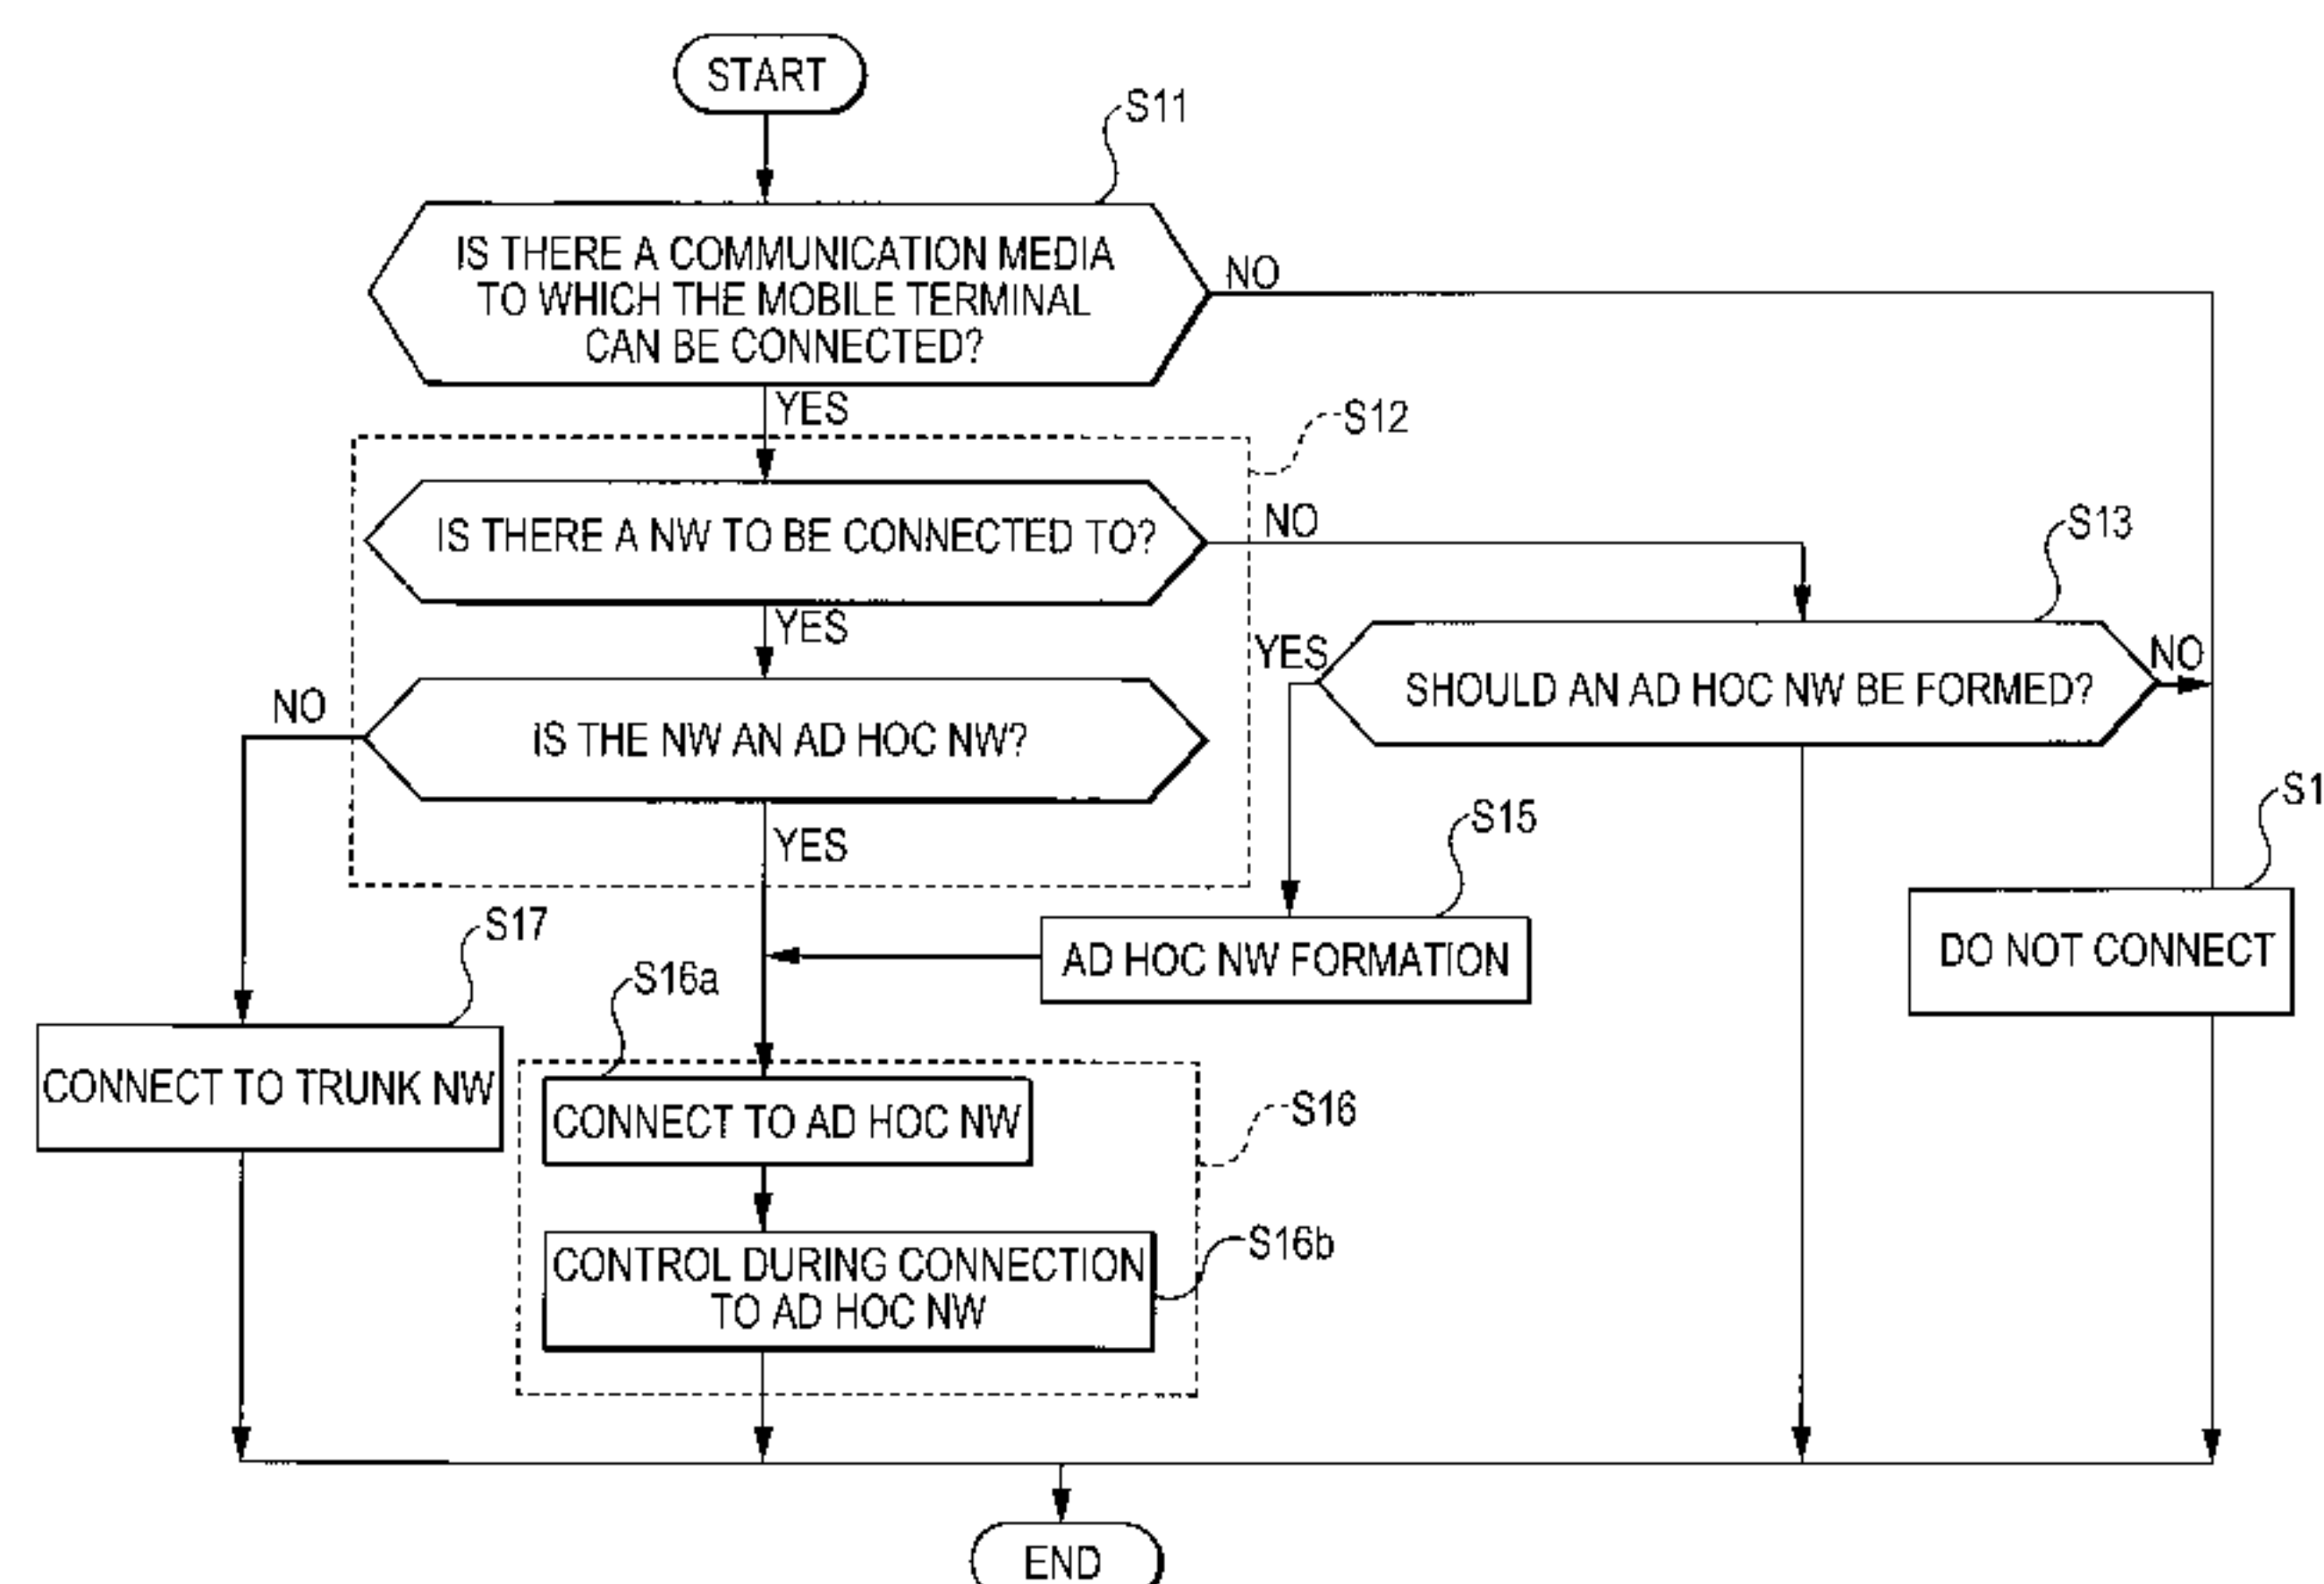 START
S11
IS THERE A COMMUNICATION MEDIA
TO WHICH THE MOBILE TERMINAL
CAN BE CONNECTED?
NO
YES
S12
IS THERE A NW TO BE CONNECTED TO?
NO
S13
YES
YES
SHOULD AN AD HOC NW BE FORMED?
NO
NO
IS THE NW AN AD HOC NW?
S1
S15
YES
S17
AD HOC NW FORMATION
DO NOT CONNECT
S16a
CONNECT TO TRUNK NW
CONNECT TO AD HOC NW
S16
CONTROL DURING CONNECTION
TO AD HOC NW
S16b
END